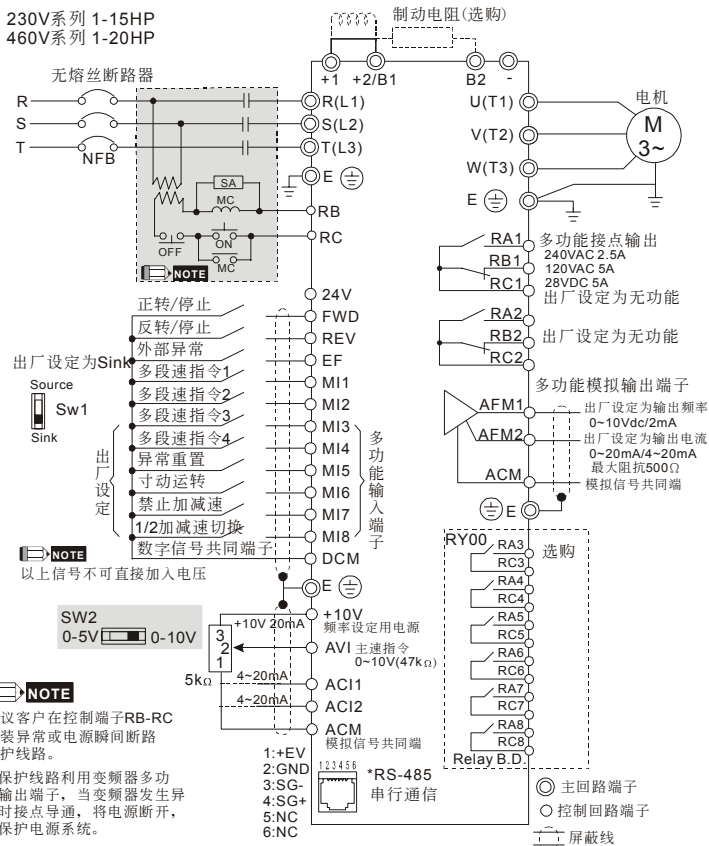 230V系列 1-15HP
460V系列 1-20HP
制动电阻(选购)
+1
+2/B1
B2
-
无熔丝断路器
R
S
T
NFB
R(L1)
S(L2)
T(L3)
E
SA
MC
RB
OFF
ON
MC
RC
NOTE
U(T1)
V(T2)
W(T3)
E
电机
M
3~
RA1
RB1
RC1
多功能接点输出
240VAC 2.5A
120VAC 5A
28VDC 5A
出厂设定为无功能
RA2
RB2
RC2
出厂设定为无功能
24V
正转/停止
FWD
反转/停止
REV
外部异常
EF
多段速指令1
MI1
多段速指令2
MI2
多段速指令3
MI3
多段速指令4
MI4
异常重置
MI5
寸动运转
MI6
禁止加减速
MI7
1/2加减速切换
MI8
数字信号共同端子
DCM
出厂设定为Sink
Source
Sw1
Sink
出厂设定
多功能输入端子
NOTE
以上信号不可直接加入电压
E
多功能模拟输出端子
AFM1
出厂设定为输出频率
0~10Vdc/2mA
AFM2
出厂设定为输出电流
0~20mA/4~20mA
最大阻抗500Ω
ACM
模拟信号共同端
E
SW2
0-5V
0-10V
3
2
1
5kΩ
+10V 20mA
+10V
频率设定用电源
AVI 主速指令
0~10V(47kΩ)
4~20mA
ACI1
4~20mA
ACI2
ACM
模拟信号共同端
NOTE
议客户在控制端子RB-RC
装异常或电源瞬间断路
护线路。
保护线路利用变频器多功
输出端子，当变频器发生异
时接点导通，将电源断开，
保护电源系统。
1:+EV
2:GND
3:SG-
4:SG+
5:NC
6:NC
123456
*RS-485
串行通信
RY00
选购
RA3
RC3
RA4
RC4
RA5
RC5
RA6
RC6
RA7
RC7
RA8
RC8
Relay B.D.
主回路端子
控制回路端子
屏蔽线